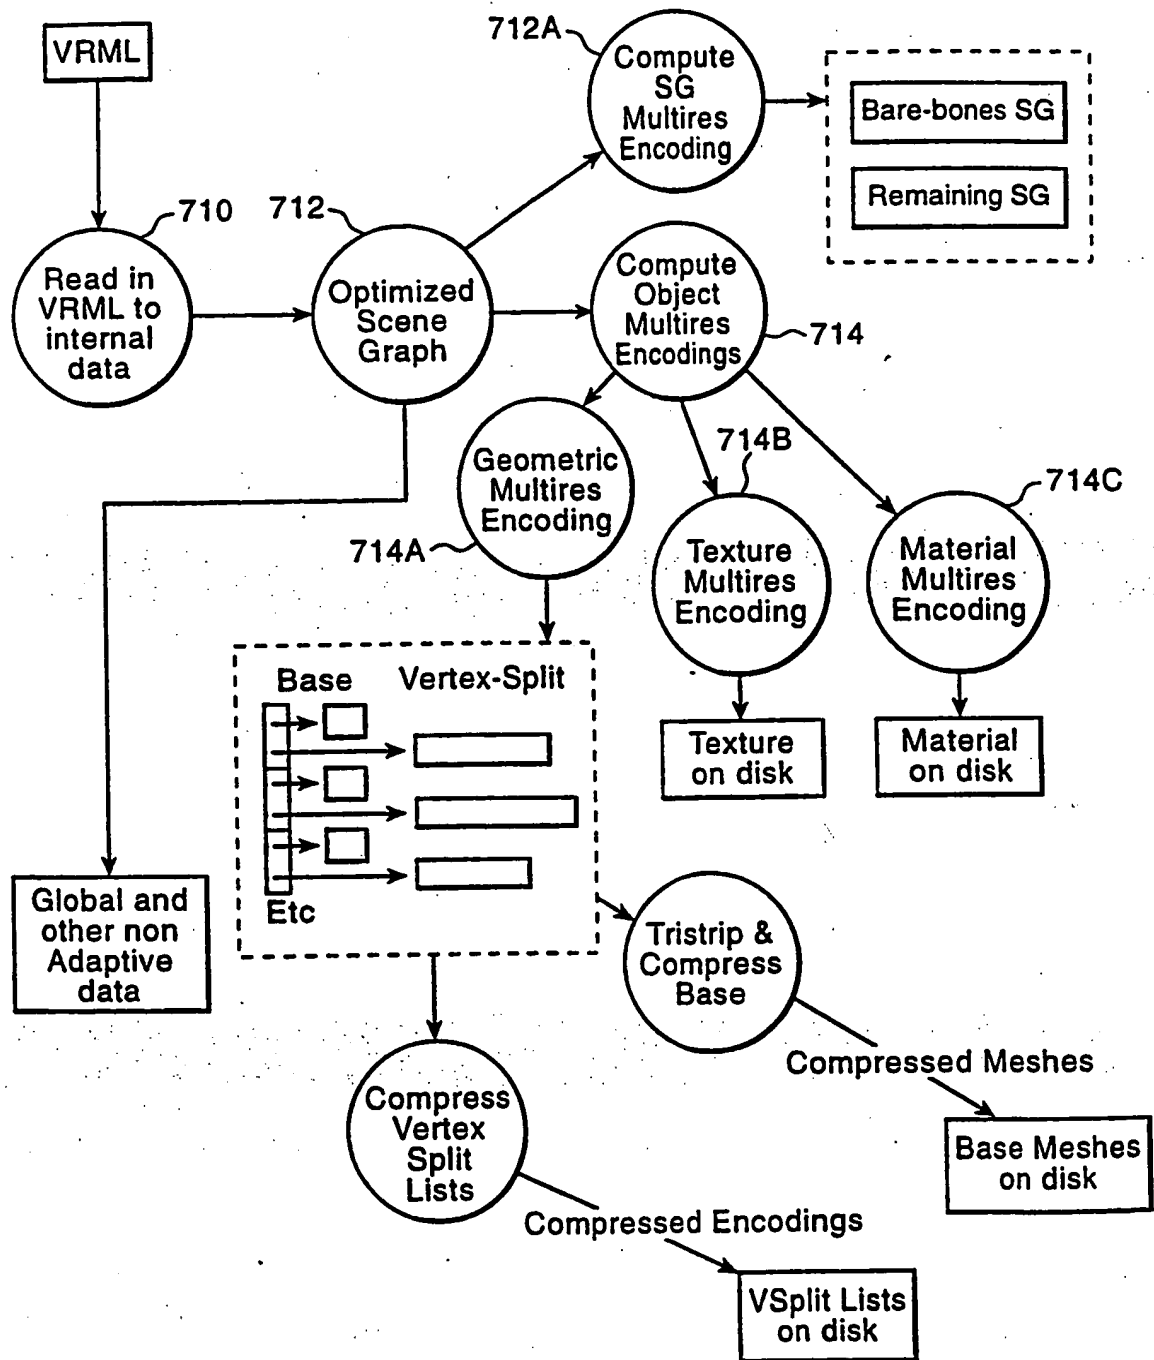 VRML
712A
Compute
SG
Multires
Encoding
Bare-bones SG
Remaining SG
710
712
Read in
VRML to
internal
data
Optimized
Scene
Graph
Compute
Object
Multires
Encodings
714
Geometric
Multires
Encoding
714A
714B
Texture
Multires
Encoding
714C
Material
Multires
Encoding
Texture
on disk
Material
on disk
Base
Vertex-Split
Etc
Global and
other non
Adaptive
data
Tristrip &
Compress
Base
Compressed Meshes
Base Meshes
on disk
Compress
Vertex
Split
Lists
Compressed Encodings
VSplit Lists
on disk